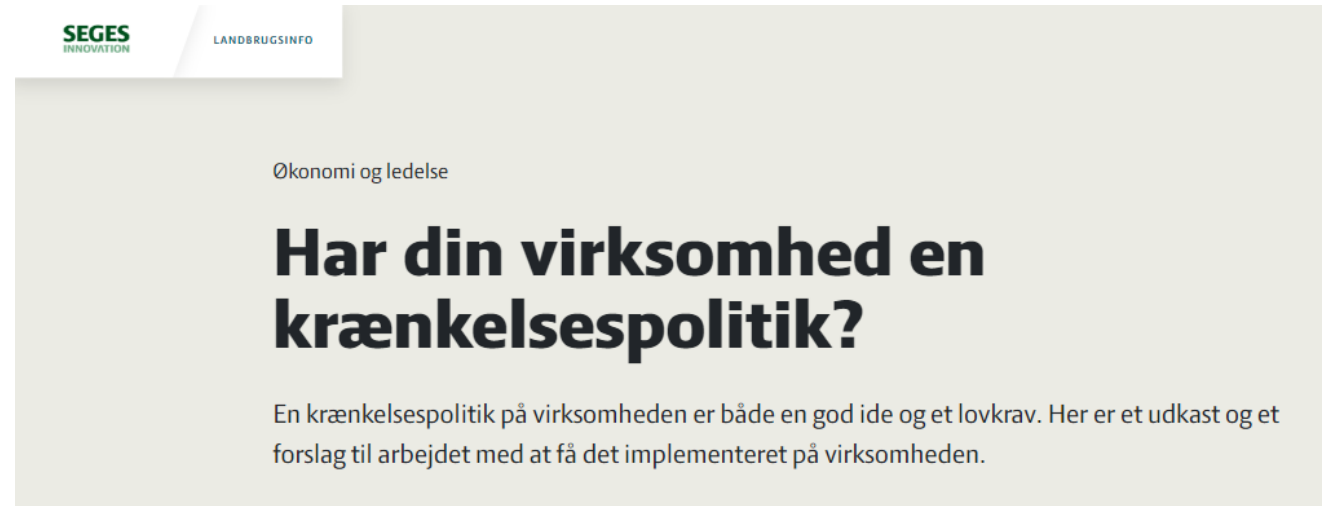 SEGES
INNOVATION
LANDBRUGSINFO
Økonomi og ledelse
Har din virksomhed en
krænkelsespolitik?
En krænkelsespolitik på virksomheden er både en god ide og et lovkrav. Her er et udkast og et
forslag til arbejdet med at få det implementeret på virksomheden.